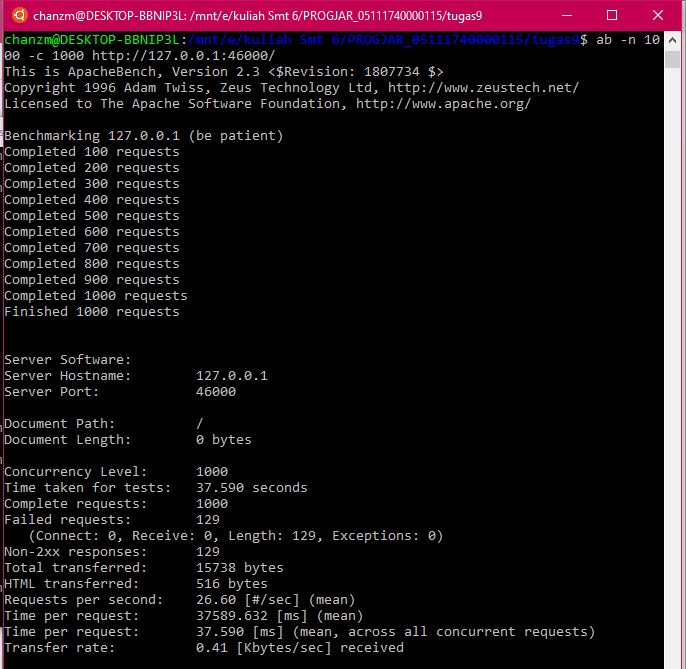 chanzm@DESKTOP-BBNIP3L: /mnt/e/kuliah Smt 6/PROGJAR_05111740000115/tugas9
chanzm@DESKTOP-BBNIP3L:/mnt/e/kuliah Smt 6/PROGJAR_05111740000115/tugas9$ ab -n 10
00 -c 1000 http://127.0.0.1:46000/
This is ApacheBench, Version 2.3 <$Revision: 1807734 $>
Copyright 1996 Adam Twiss, Zeus Technology Ltd, http://www.zeustech.net/
Licensed to The Apache Software Foundation, http://www.apache.org/

Benchmarking 127.0.0.1 (be patient)
Completed 100 requests
Completed 200 requests
Completed 300 requests
Completed 400 requests
Completed 500 requests
Completed 600 requests
Completed 700 requests
Completed 800 requests
Completed 900 requests
Completed 1000 requests
Finished 1000 requests

Server Software:
Server Hostname:        127.0.0.1
Server Port:            46000

Document Path:          /
Document Length:        0 bytes

Concurrency Level:      1000
Time taken for tests:   37.590 seconds
Complete requests:      1000
Failed requests:        129
   (Connect: 0, Receive: 0, Length: 129, Exceptions: 0)
Non-2xx responses:      129
Total transferred:      15738 bytes
HTML transferred:       516 bytes
Requests per second:    26.60 [#/sec] (mean)
Time per request:       37589.632 [ms] (mean)
Time per request:       37.590 [ms] (mean, across all concurrent requests)
Transfer rate:          0.41 [Kbytes/sec] received